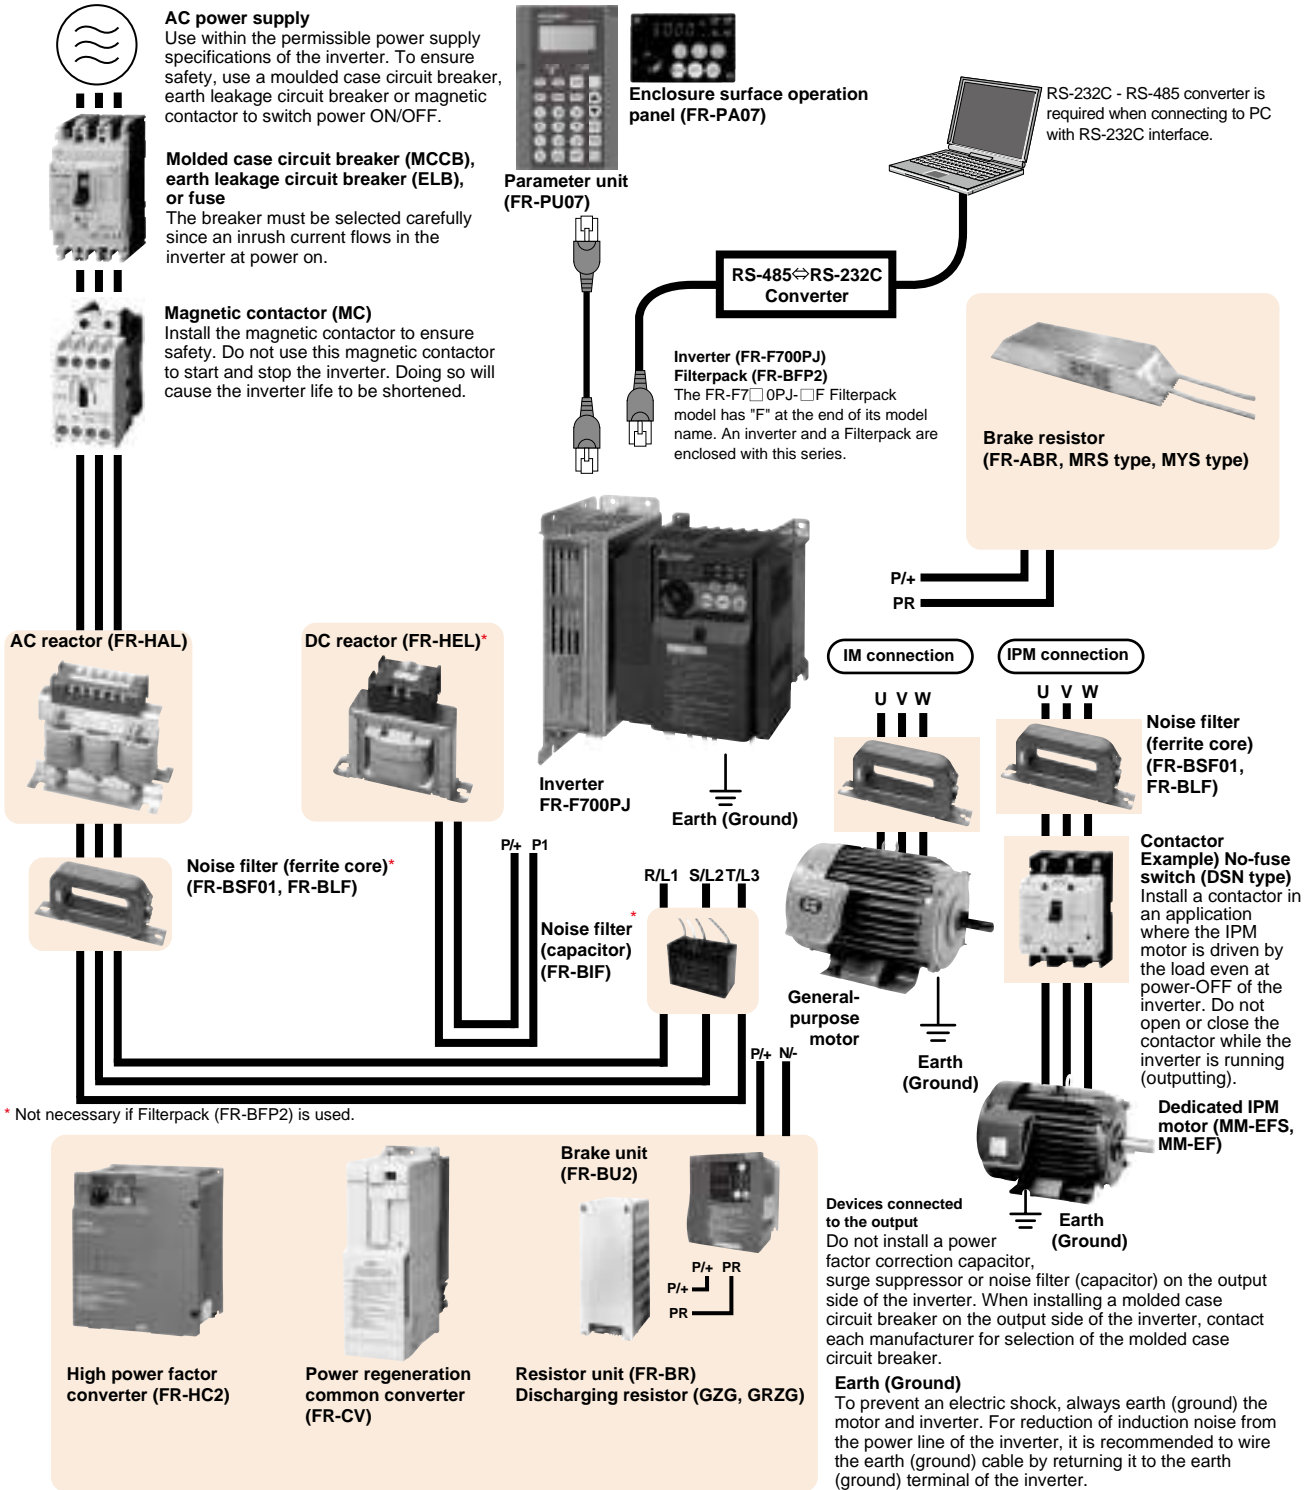 AC power supply
Use within the permissible power supply
specifications of the inverter. To ensure
safety, use a moulded case circuit breaker,
earth leakage circuit breaker or magnetic
contactor to switch power ON/OFF.
Molded case circuit breaker (MCCB),
earth leakage circuit breaker (ELB),
or fuse
The breaker must be selected carefully
since an inrush current flows in the
inverter at power on.
Magnetic contactor (MC)
Install the magnetic contactor to ensure
safety. Do not use this magnetic contactor
to start and stop the inverter. Doing so will
cause the inverter life to be shortened.
Enclosure surface operation
panel (FR-PA07)
Parameter unit
(FR-PU07)
RS-232C - RS-485 converter is
required when connecting to PC
with RS-232C interface.
RS-485⇔RS-232C
Converter
Inverter (FR-F700PJ)
Filterpack (FR-BFP2)
The FR-F7□0PJ-□F Filterpack
model has "F" at the end of its model
name. An inverter and a Filterpack are
enclosed with this series.
Brake resistor
(FR-ABR, MRS type, MYS type)
P/+
PR
AC reactor (FR-HAL)
DC reactor (FR-HEL)*
Inverter
FR-F700PJ
Earth (Ground)
IM connection
IPM connection
U V W
U V W
Noise filter
(ferrite core)
(FR-BSF01,
FR-BLF)
Noise filter (ferrite core)*
(FR-BSF01, FR-BLF)
P/+ P1
R/L1 S/L2 T/L3
Noise filter*
(capacitor)
(FR-BIF)
General-
purpose
motor
Earth
(Ground)
Contactor
Example) No-fuse
switch (DSN type)
Install a contactor in
an application
where the IPM
motor is driven by
the load even at
power-OFF of the
inverter. Do not
open or close the
contactor while the
inverter is running
(outputting).
P/+ N/-
* Not necessary if Filterpack (FR-BFP2) is used.
Dedicated IPM
motor (MM-EFS,
MM-EF)
Earth
(Ground)
Brake unit
(FR-BU2)
P/+ PR
P/+
PR
High power factor
converter (FR-HC2)
Power regeneration
common converter
(FR-CV)
Resistor unit (FR-BR)
Discharging resistor (GZG, GRZG)
Devices connected
to the output
Do not install a power
factor correction capacitor,
surge suppressor or noise filter (capacitor) on the output
side of the inverter. When installing a molded case
circuit breaker on the output side of the inverter, contact
each manufacturer for selection of the molded case
circuit breaker.
Earth (Ground)
To prevent an electric shock, always earth (ground) the
motor and inverter. For reduction of induction noise from
the power line of the inverter, it is recommended to wire
the earth (ground) cable by returning it to the earth
(ground) terminal of the inverter.